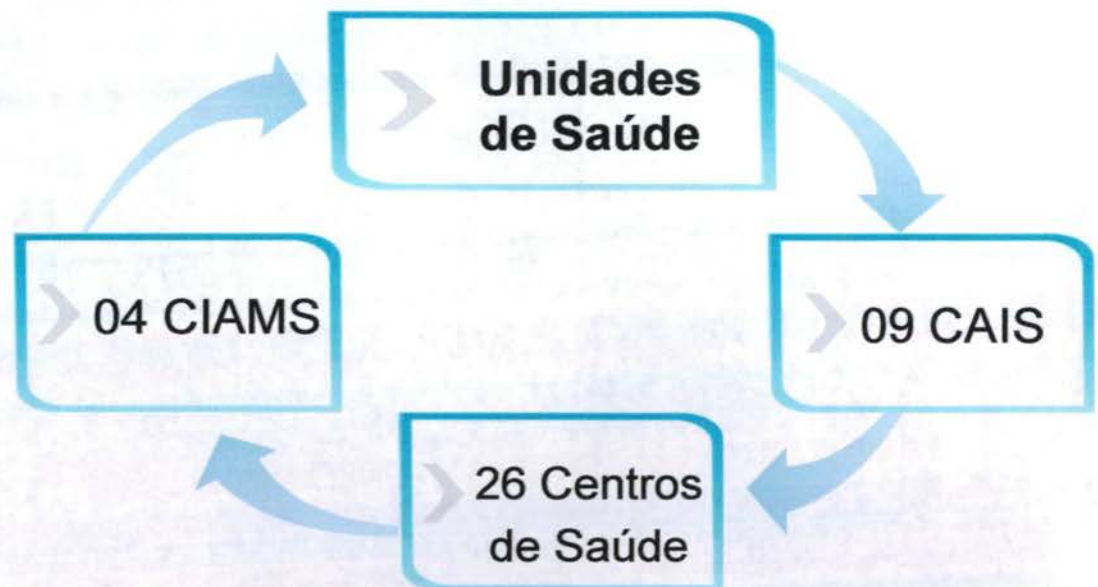 Unidades
de Saúde
04 CIAMS
09 CAIS
26 Centros
de Saúde